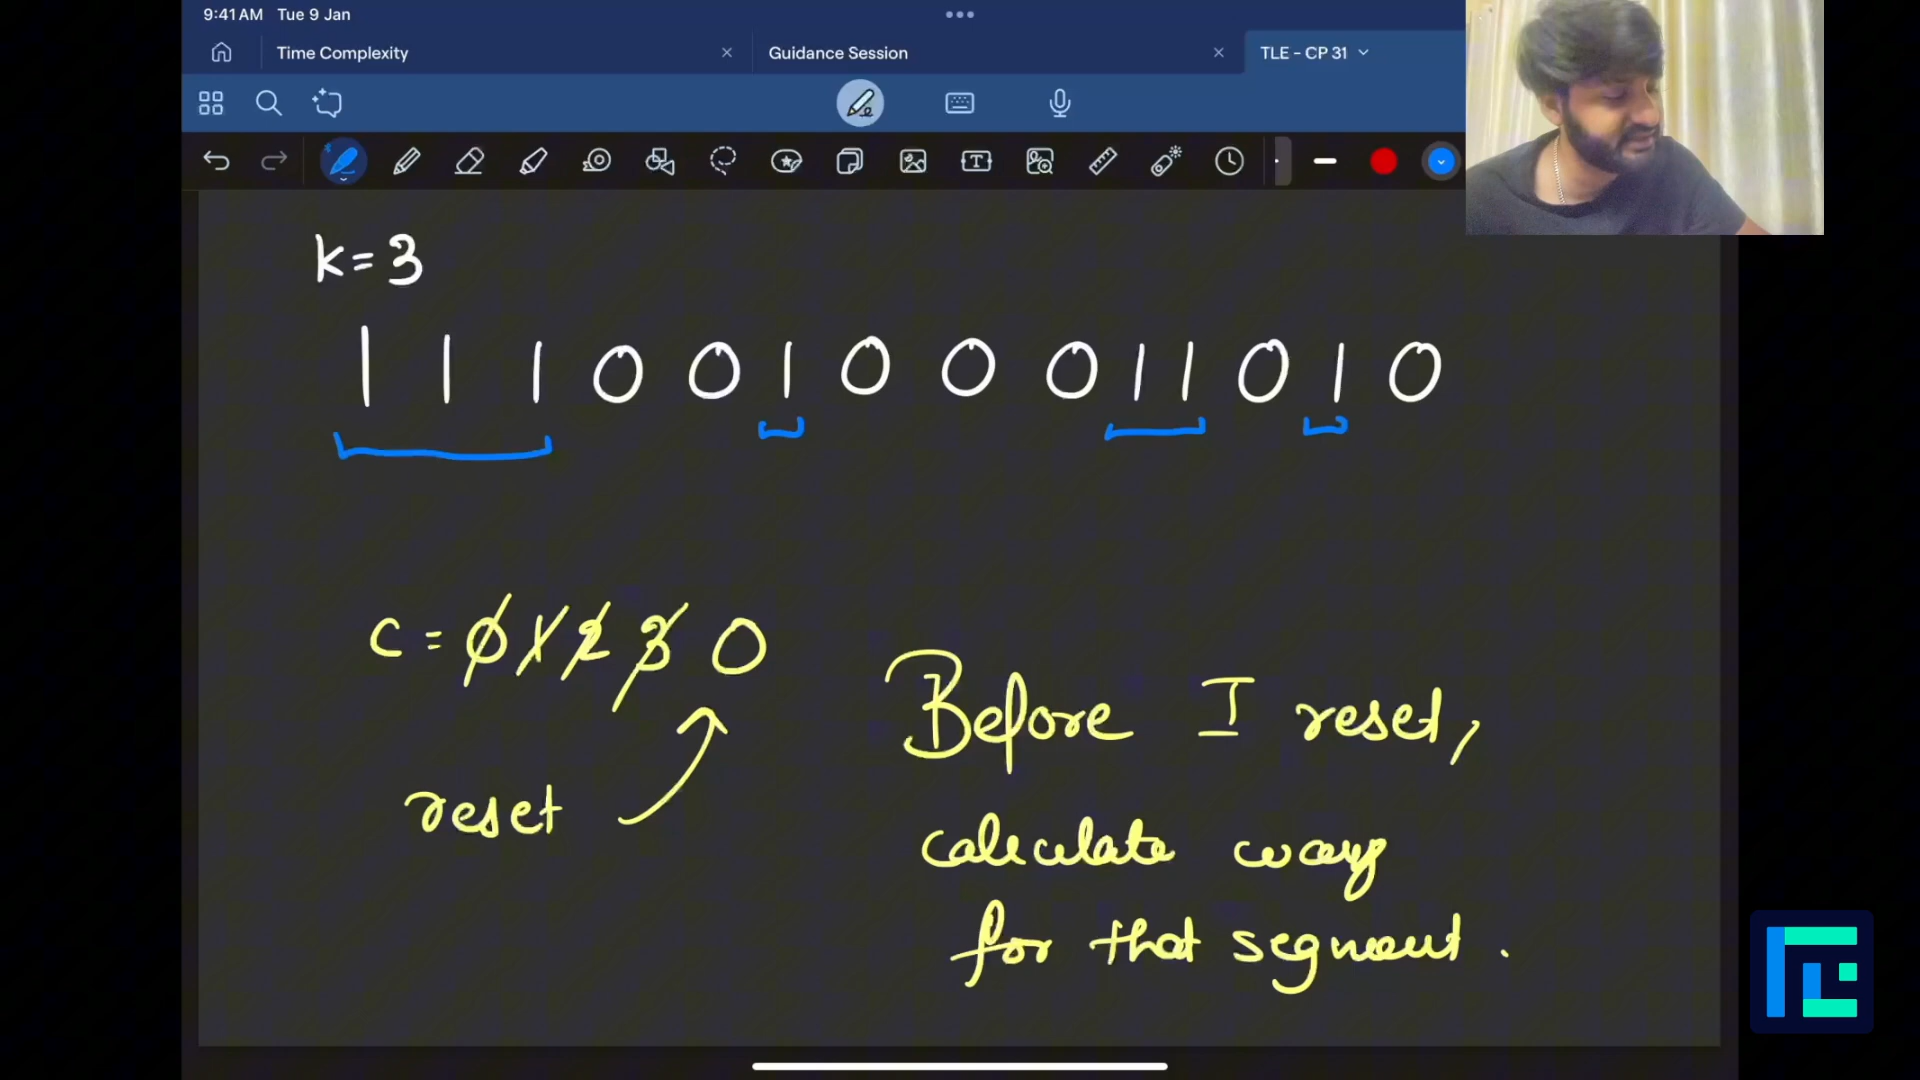 9:41 AM Tue 9 Jan
Time Complexity
Guidance Session
TLE - CP 31
k=3
1 1 1 0 0 1 0 0 0 1 1 0 1 0
c = 0 1 2 3 0
reset
Before I reset,
calculate ways
for that segment.